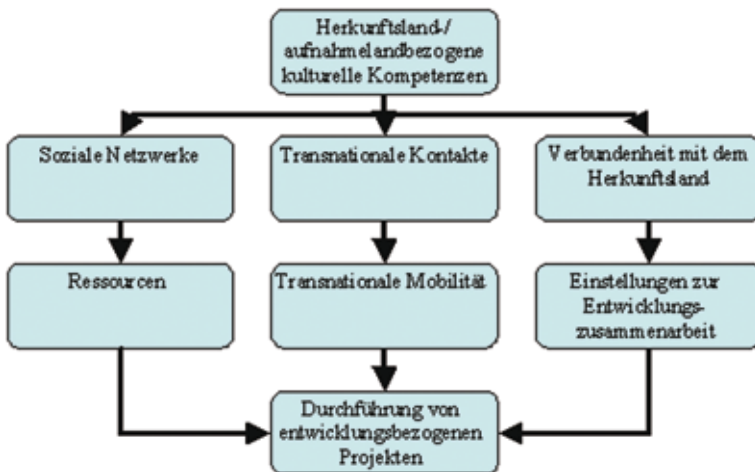 Herkunftsland-/
aufnahmelandbezogene
kulturelle Kompetenzen
Soziale Netzwerke
Transnationale Kontakte
Verbundenheit mit dem
Herkunftsland
Ressourcen
Transnationale Mobilität
Einstellungen zur
Entwicklungs-
zusammenarbeit
Durchführung von
entwicklungsbezogenen
Projekten